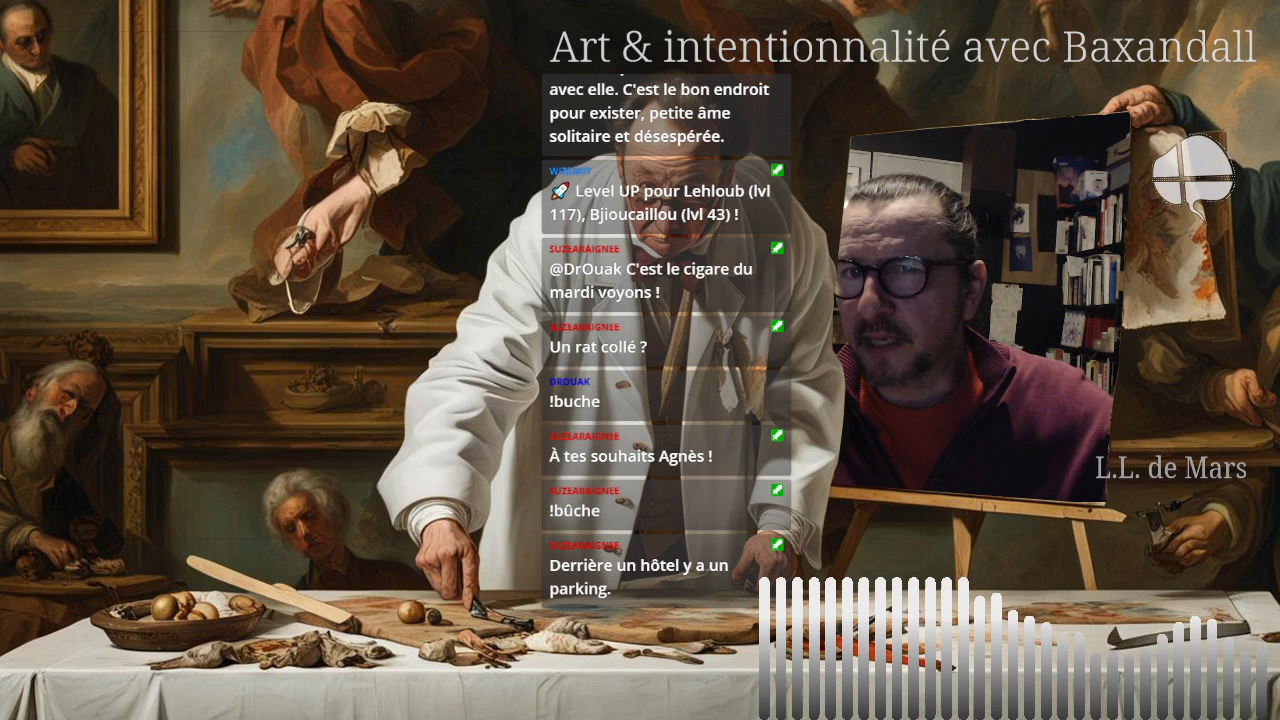 Art & intentionnalité avec Baxandall
avec elle. C'est le bon endroit
pour exister, petite âme
solitaire et désespérée.
WIZEBOT
🚀 Level UP pour Lehloub (lvl
117), Bjioucaillou (lvl 43) !
SUZEARAIGNEE
@DrOuak C'est le cigare du
mardi voyons !
SUZEARAIGNEE
Un rat collé ?
DROUAK
!buche
SUZEARAIGNEE
À tes souhaits Agnès !
SUZEARAIGNEE
!bûche
SUZEARAIGNEE
Derrière un hôtel y a un
parking.
L.L. de Mars